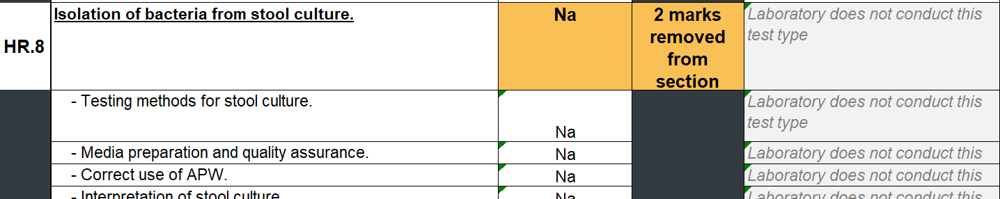 Isolation of bacteria from stool culture.
Na
2 marks
removed
from
section
Laboratory does not conduct this
test type
HR.8
- Testing methods for stool culture.
Na
Laboratory does not conduct this
test type
- Media preparation and quality assurance.
Na
Laboratory does not conduct this
- Correct use of APW.
Na
Laboratory does not conduct this
- Interpretation of stool culture
Na
Laboratory does not conduct this